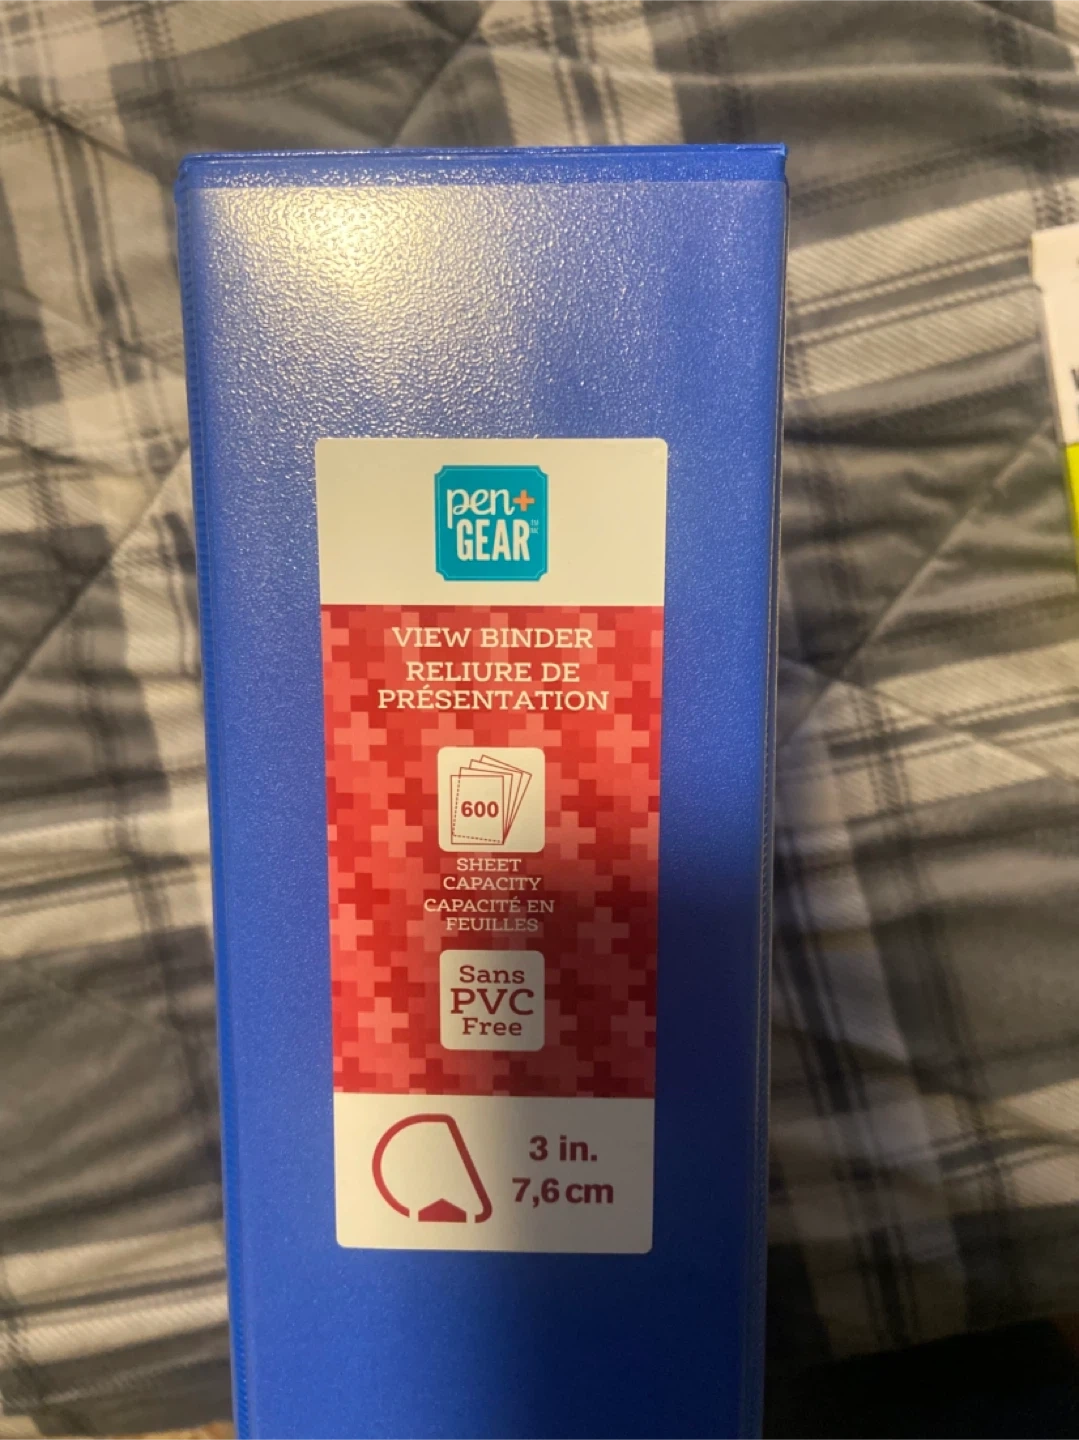 pen+
GEAR
VIEW BINDER
RELIURE DE
PRÉSENTATION
600
SHEET
CAPACITY
CAPACITÉ EN
FEUILLES
Sans
PVC
Free
3 in.
7,6 cm